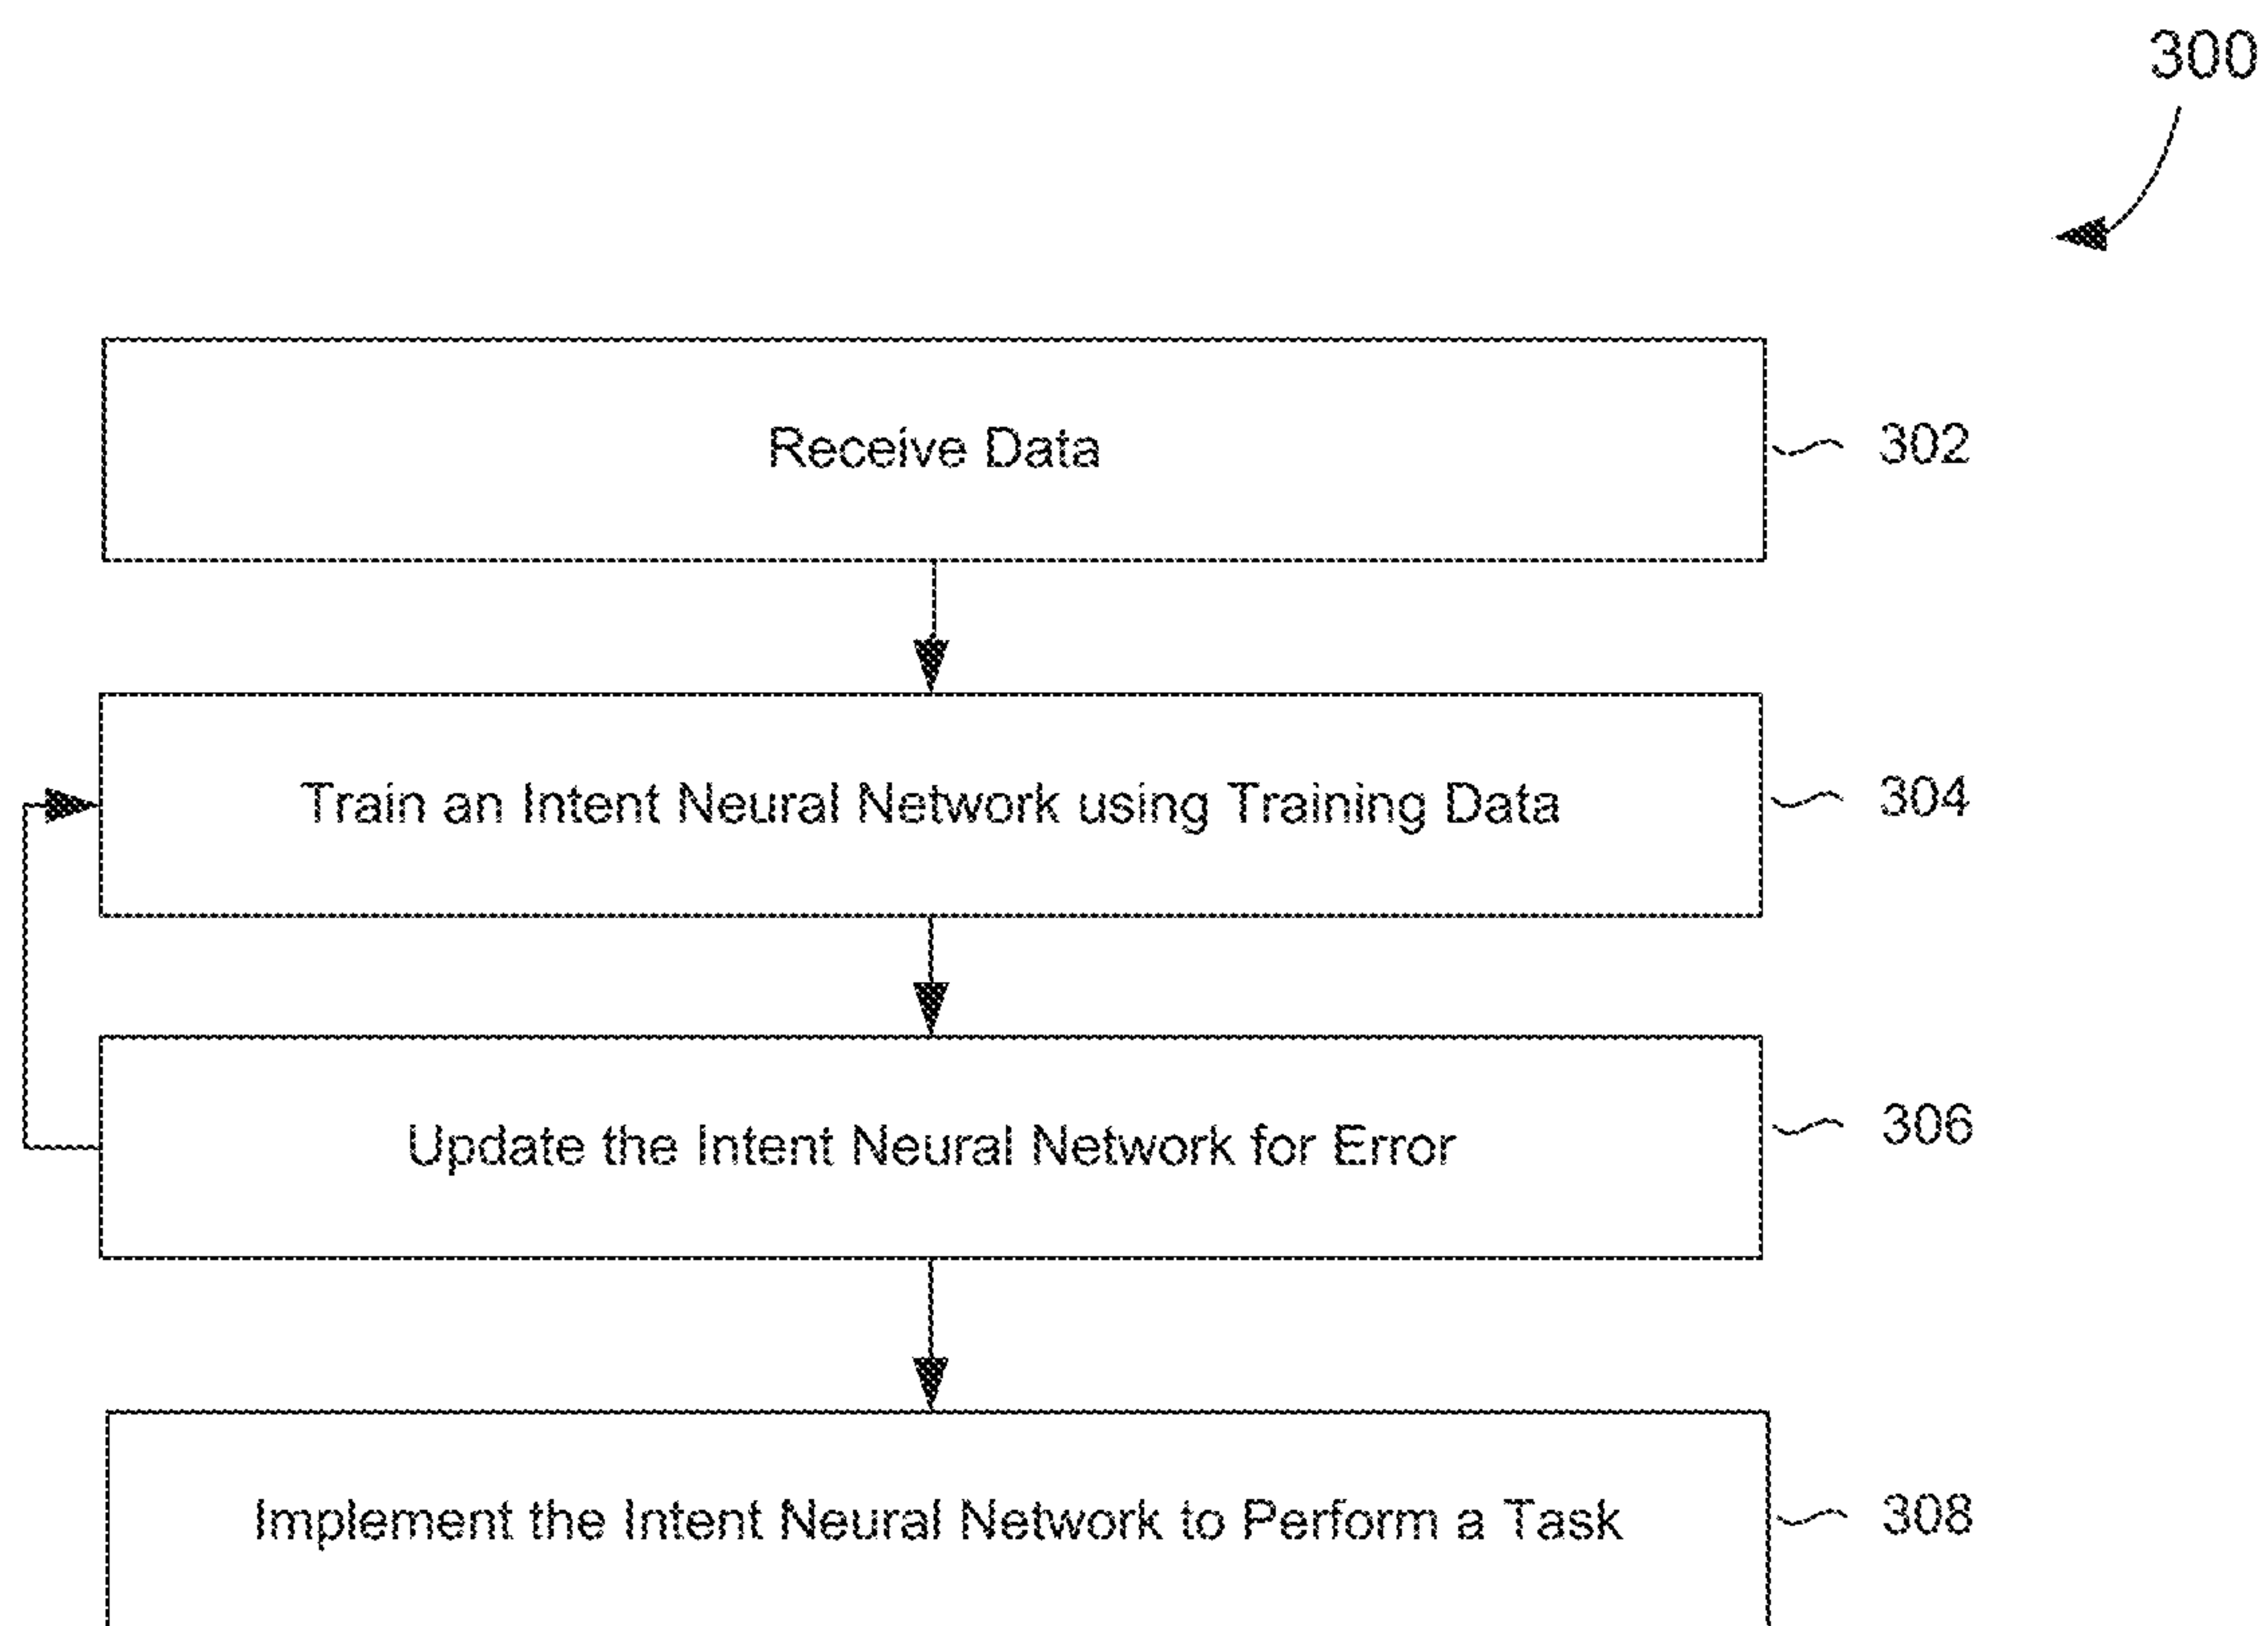 300
Receive Data
302
Train an Intent Neural Network using Training Data
304
Update the Intent Neural Network for Error
306
Implement the Intent Neural Network to Perform a Task
308